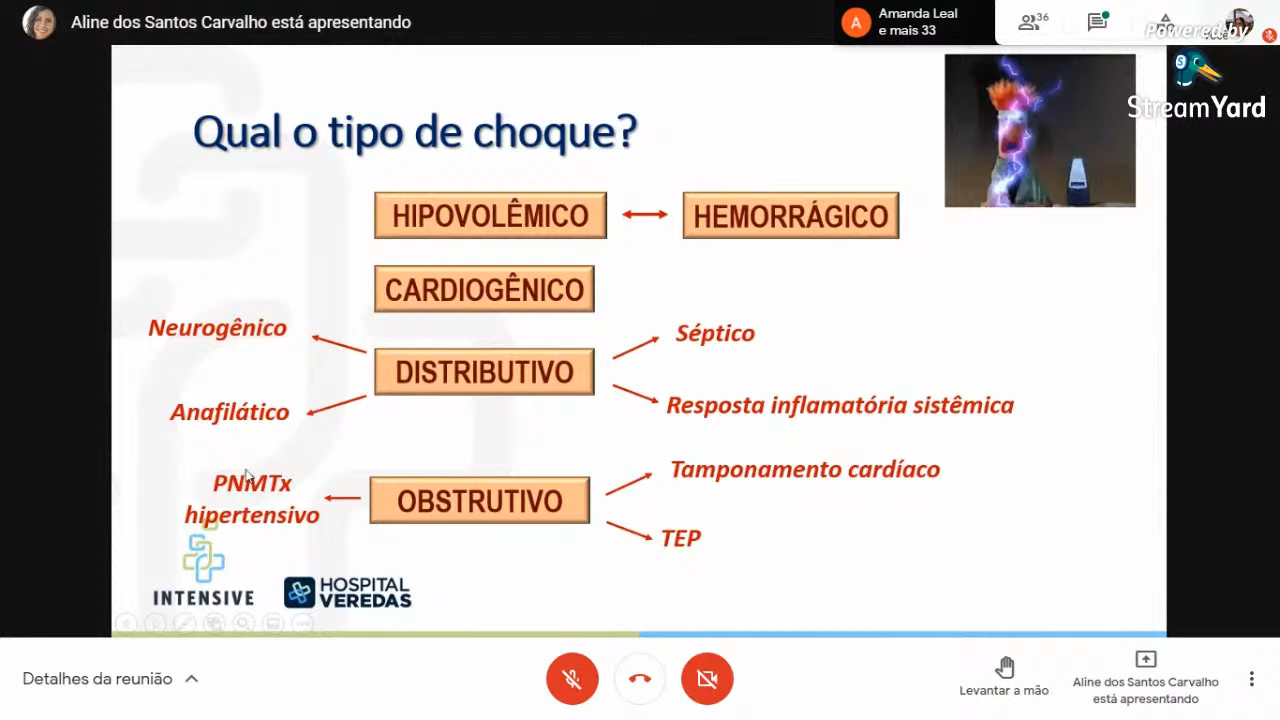 Aline dos Santos Carvalho está apresentando
A
Amanda Leal
e mais 33
36
Powered by
StreamYard
Qual o tipo de choque?
HIPOVOLÊMICO
HEMORRÁGICO
CARDIOGÊNICO
Neurogênico
Séptico
DISTRIBUTIVO
Anafilático
Resposta inflamatória sistêmica
PNMTx
hipertensivo
Tamponamento cardíaco
OBSTRUTIVO
TEP
INTENSIVE
HOSPITAL
VEREDAS
Detalhes da reunião
Levantar a mão
Aline dos Santos Carvalho
está apresentando